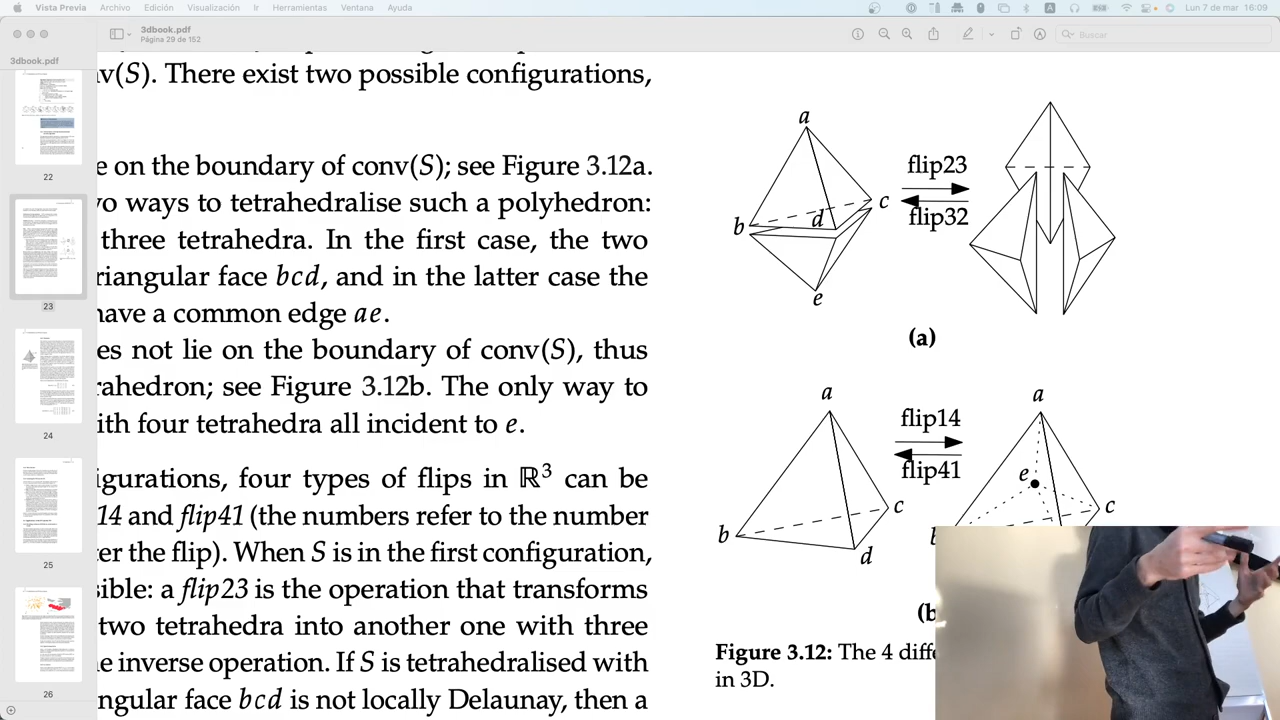 Vista Previa Archivo Edición Visualización Ir Herramientas Ventana Ayuda Lun 7 de mar 16:09
3dbook.pdf
Página 29 de 152
Buscar
3dbook.pdf
22
23
24
25
26
v(S). There exist two possible configurations,
e on the boundary of conv(S); see Figure 3.12a.
vo ways to tetrahedralise such a polyhedron:
three tetrahedra. In the first case, the two
riangular face bcd, and in the latter case the
have a common edge ae.
es not lie on the boundary of conv(S), thus
rahedron; see Figure 3.12b. The only way to
ith four tetrahedra all incident to e.
igurations, four types of flips in ℝ³ can be
14 and flip41 (the numbers refer to the number
ter the flip). When S is in the first configuration,
sible: a flip23 is the operation that transforms
two tetrahedra into another one with three
e inverse operation. If S is tetrahedralised with
ngular face bcd is not locally Delaunay, then a
a
b
c
d
e
flip23
flip32
(a)
a
b
c
d
flip14
flip41
a
e
c
b
(b
Figure 3.12: The 4 diffe
in 3D.